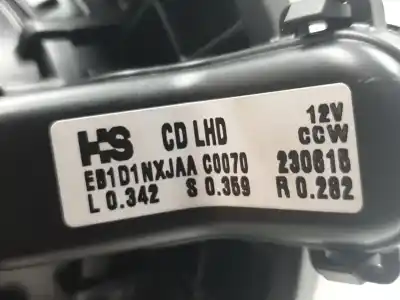 HS CD LHD 12V
CCW
EB1D1NXJAA C0070 230615
L 0.342 S 0.359 R 0.282